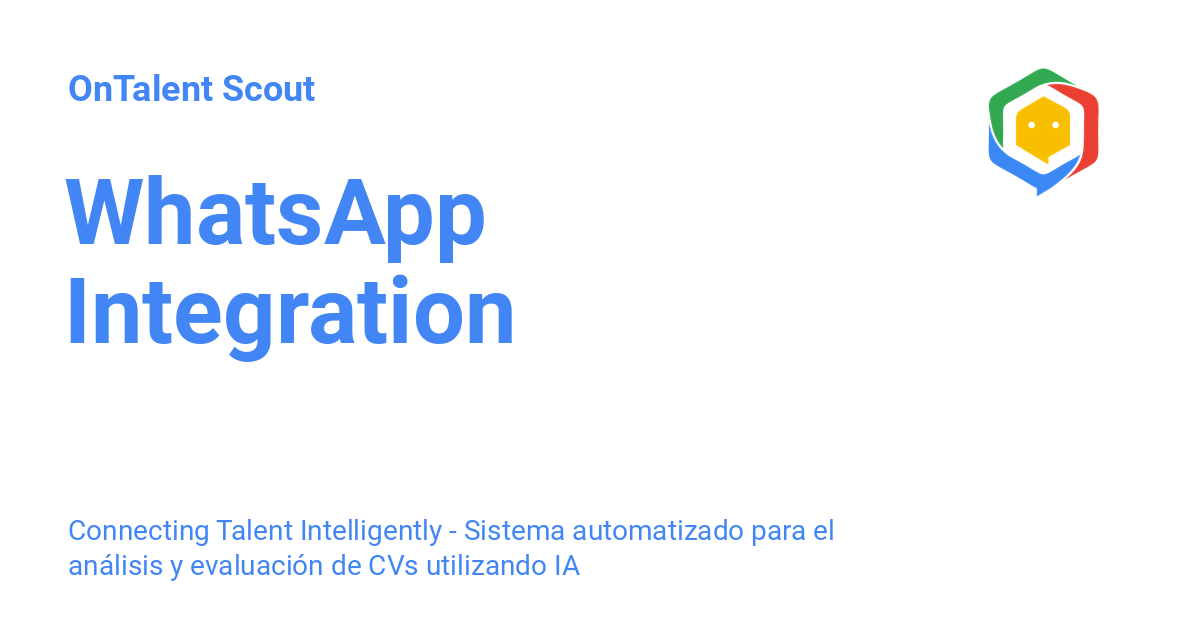 OnTalent Scout
WhatsApp
Integration
Connecting Talent Intelligently - Sistema automatizado para el
análisis y evaluación de CVs utilizando IA